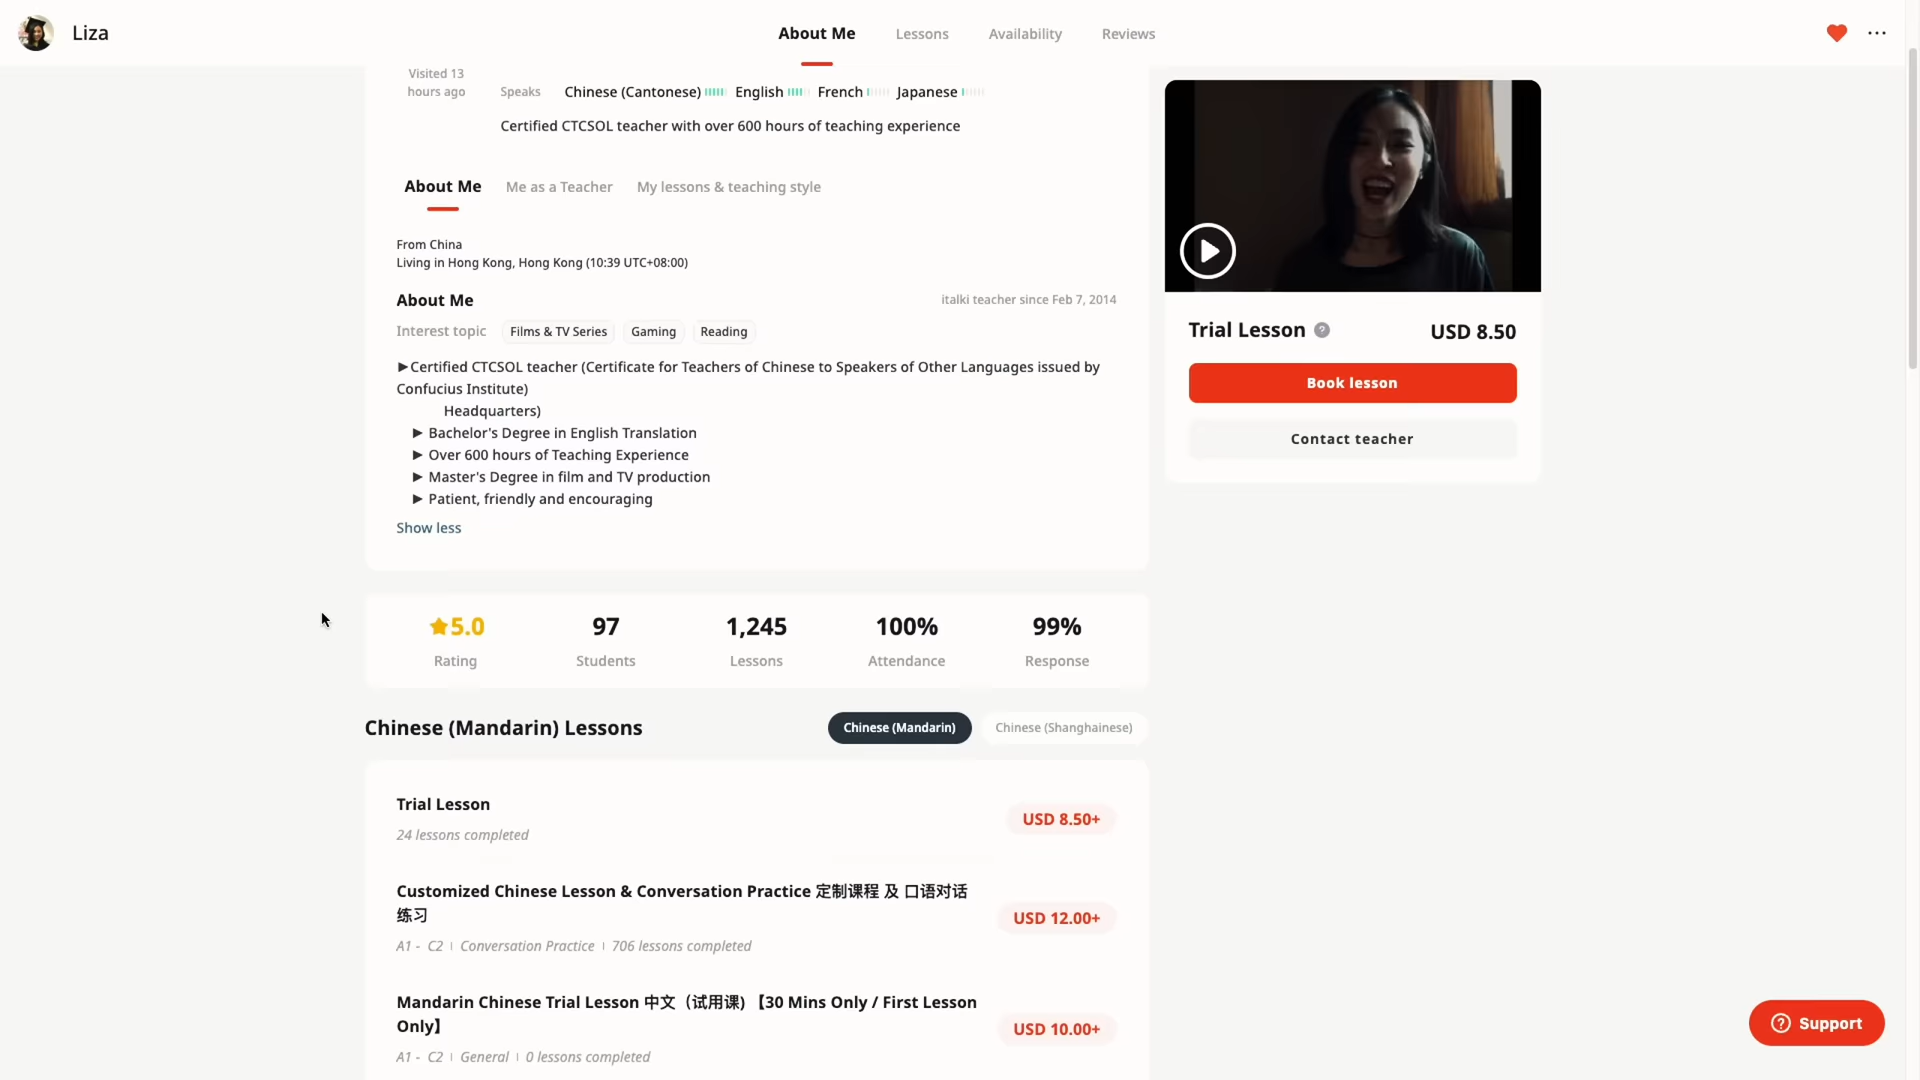 Liza
About Me
Lessons
Availability
Reviews
Visited 13
hours ago
Speaks Chinese (Cantonese) English French Japanese
Certified CTCSOL teacher with over 600 hours of teaching experience
About Me
Me as a Teacher
My lessons & teaching style
From China
Living in Hong Kong, Hong Kong (10:39 UTC+08:00)
About Me
italki teacher since Feb 7, 2014
Interest topic
Films & TV Series
Gaming
Reading
►Certified CTCSOL teacher (Certificate for Teachers of Chinese to Speakers of Other Languages issued by
Confucius Institute)
Headquarters)
► Bachelor's Degree in English Translation
► Over 600 hours of Teaching Experience
► Master's Degree in film and TV production
► Patient, friendly and encouraging
Show less
Trial Lesson ?
USD 8.50
Book lesson
Contact teacher
5.0
Rating
97
Students
1,245
Lessons
100%
Attendance
99%
Response
Chinese (Mandarin) Lessons
Chinese (Mandarin)
Chinese (Shanghainese)
Trial Lesson
24 lessons completed
USD 8.50+
Customized Chinese Lesson & Conversation Practice 定制课程 及 口语对话
练习
A1 - C2 | Conversation Practice | 706 lessons completed
USD 12.00+
Mandarin Chinese Trial Lesson 中文（试用课) 【30 Mins Only / First Lesson
Only】
A1 - C2 | General | 0 lessons completed
USD 10.00+
? Support